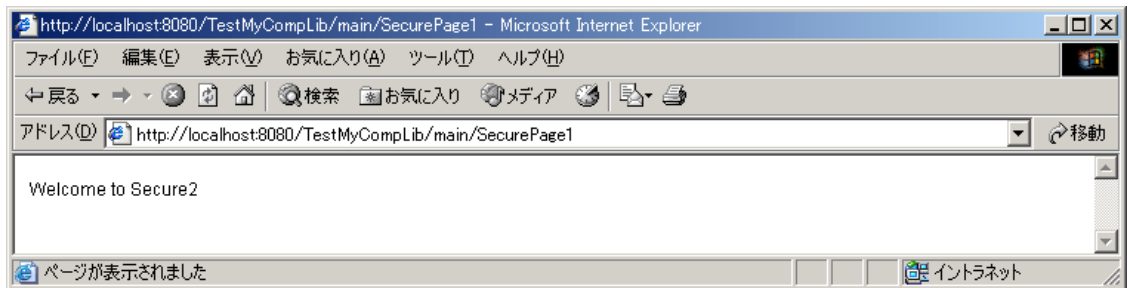 http://localhost:8080/TestMyCompLib/main/SecurePage1 - Microsoft Internet Explorer
ファイル(F) 編集(E) 表示(V) お気に入り(A) ツール(T) ヘルプ(H)
戻る 検索 お気に入り メディア
アドレス(D) http://localhost:8080/TestMyCompLib/main/SecurePage1 移動
Welcome to Secure2
ページが表示されました イントラネット